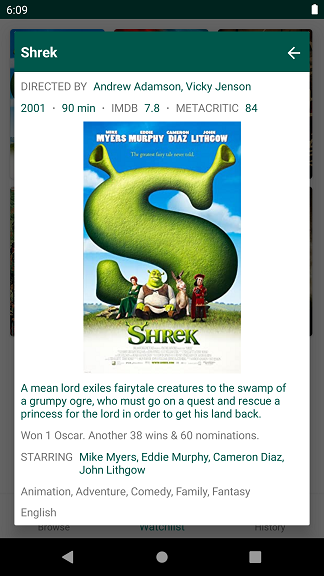 6:09
Shrek
DIRECTED BY Andrew Adamson, Vicky Jenson
2001 · 90 min · IMDB 7.8 · METACRITIC 84
MIKE EDDIE CAMERON JOHN
MYERS MURPHY DIAZ LITHGOW
The greatest fairy tale never told.
SHREK
A mean lord exiles fairytale creatures to the swamp of
a grumpy ogre, who must go on a quest and rescue a
princess for the lord in order to get his land back.
Won 1 Oscar. Another 38 wins & 60 nominations.
STARRING Mike Myers, Eddie Murphy, Cameron Diaz,
John Lithgow
Animation, Adventure, Comedy, Family, Fantasy
English
Browse Watchlist History